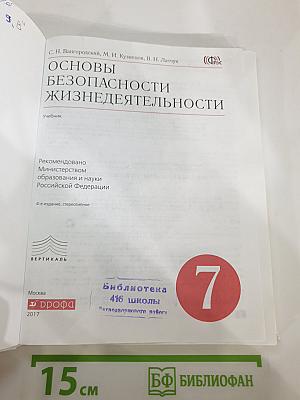 С. Н. Вангородский, М. И. Кузнецов, В. Н. Латчук
ОСНОВЫ
БЕЗОПАСНОСТИ
ЖИЗНЕДЕЯТЕЛЬНОСТИ
учебник
Рекомендовано
Министерством
образования и науки
Российской Федерации
4-е издание, стереотипное
ВЕРТИКАЛЬ
Москва
дрофа
2017
7
Библиотека
416 школы
15 см
БФ БИБЛИОФАН